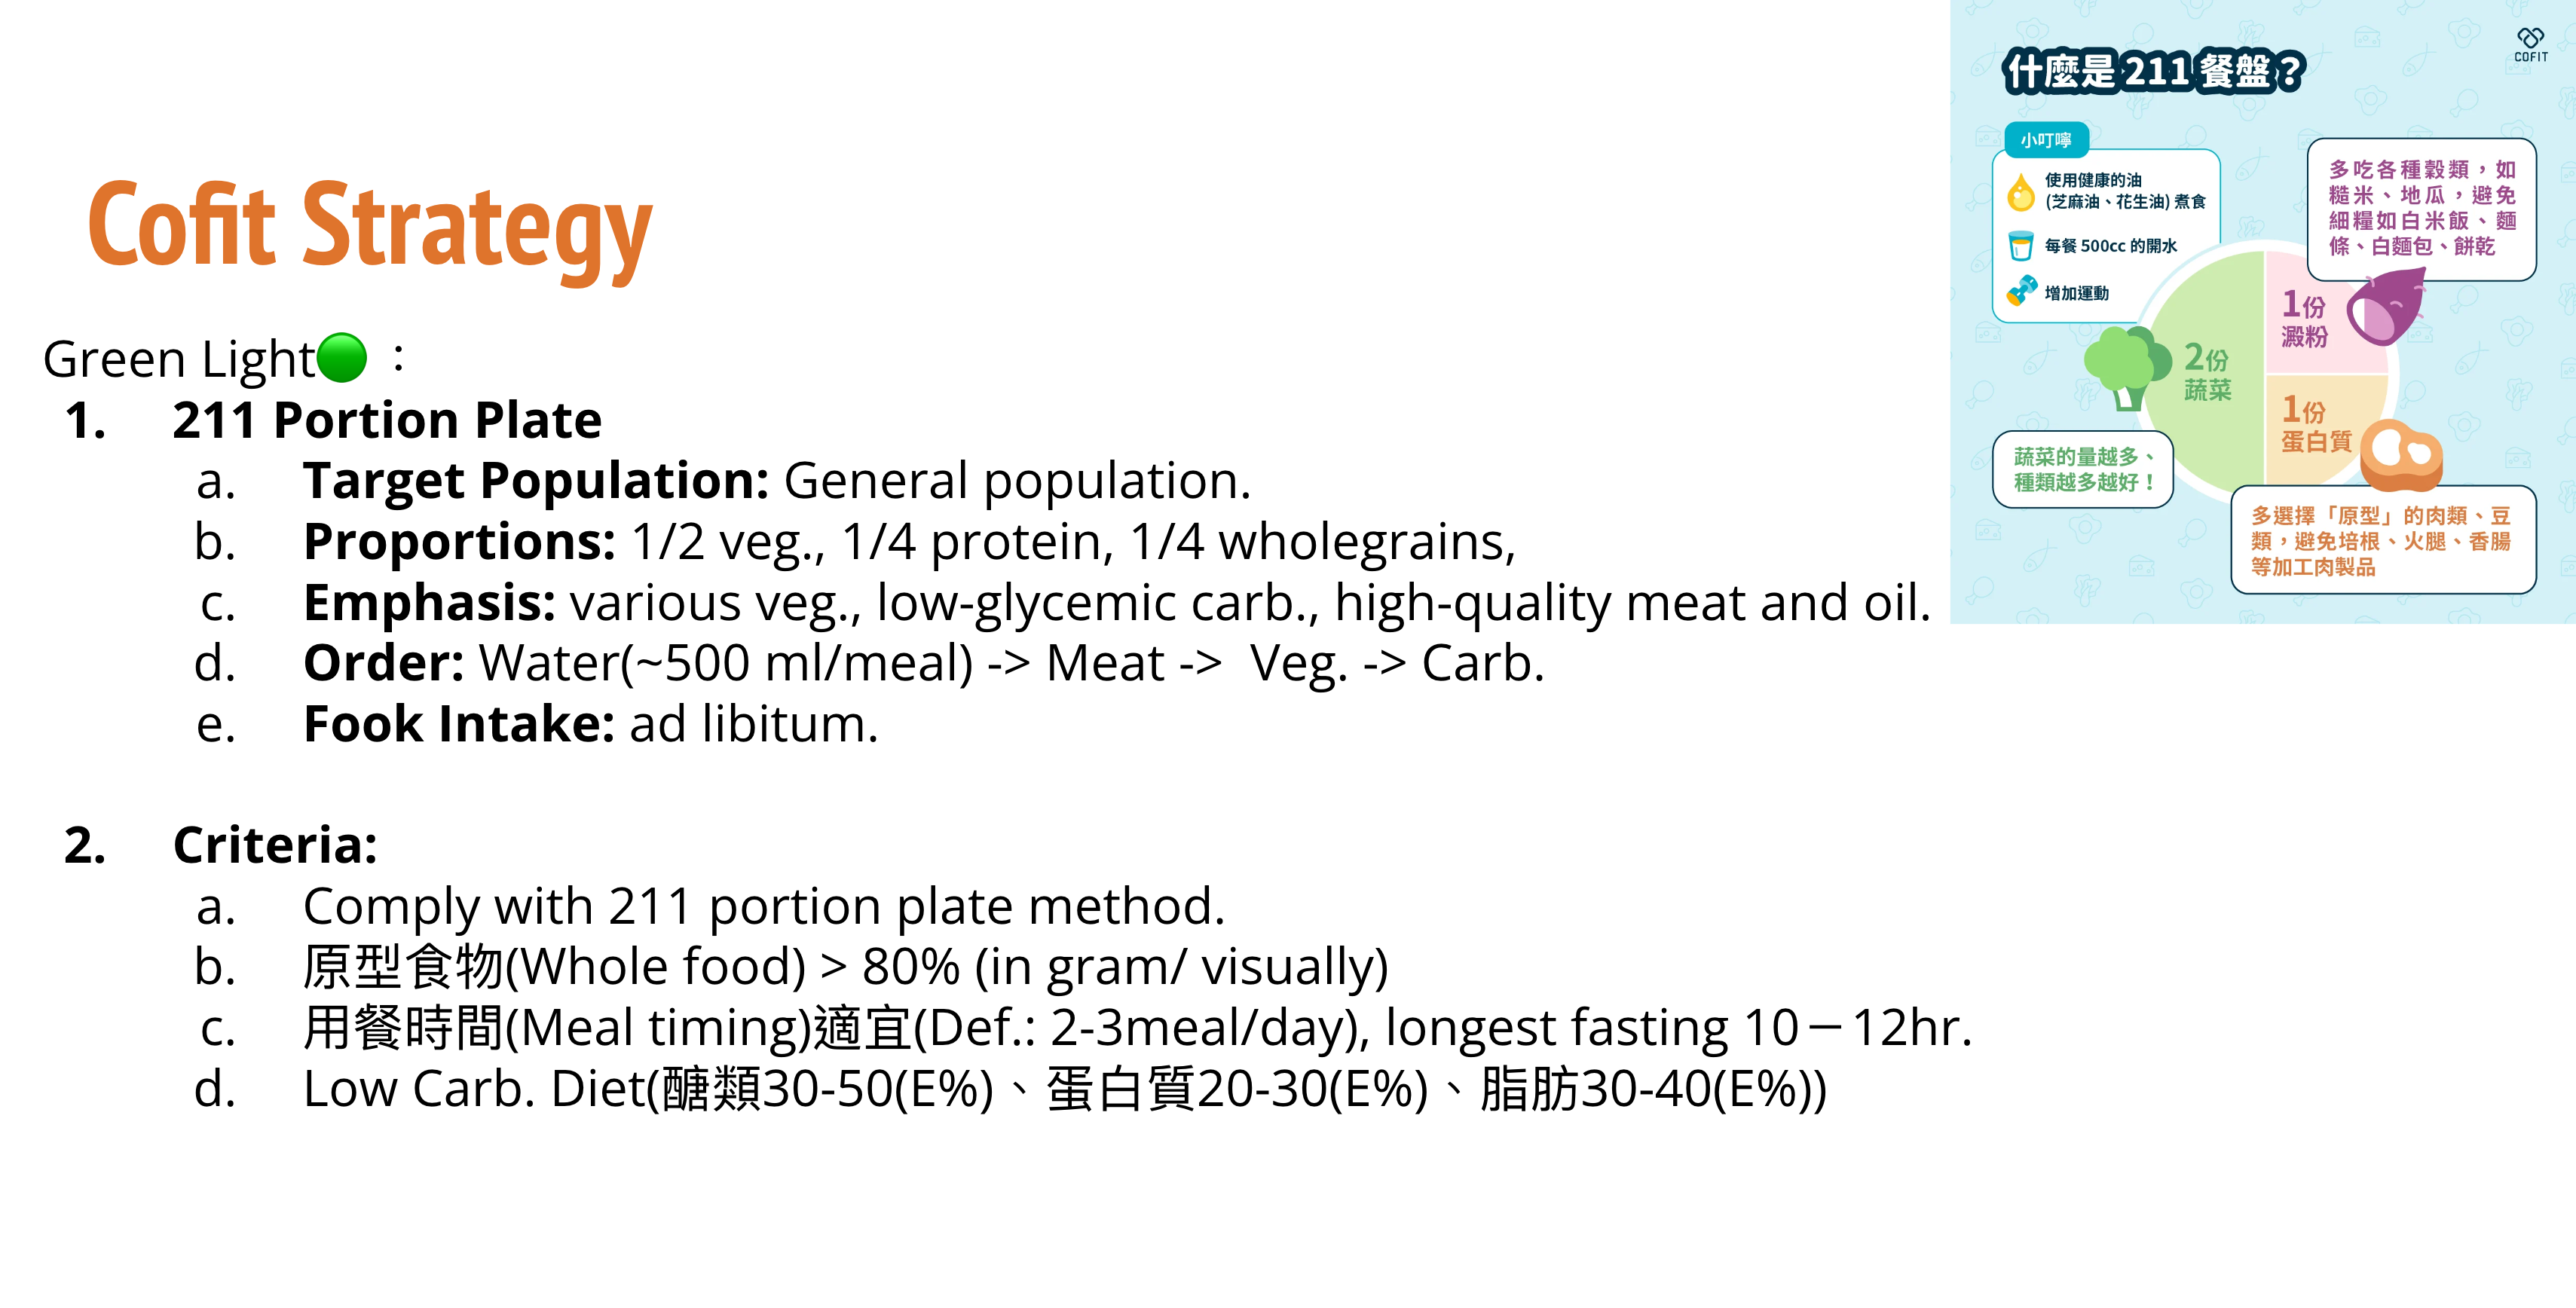 Cofit Strategy
Green Light🟢：
1. 211 Portion Plate
a. Target Population: General population.
b. Proportions: 1/2 veg., 1/4 protein, 1/4 wholegrains,
c. Emphasis: various veg., low-glycemic carb., high-quality meat and oil.
d. Order: Water(~500 ml/meal) -> Meat -> Veg. -> Carb.
e. Fook Intake: ad libitum.
2. Criteria:
a. Comply with 211 portion plate method.
b. 原型食物(Whole food) > 80% (in gram/ visually)
c. 用餐時間(Meal timing)適宜(Def.: 2-3meal/day), longest fasting 10－12hr.
d. Low Carb. Diet(醣類30-50(E%)、蛋白質20-30(E%)、脂肪30-40(E%))
COFIT
什麼是 211 餐盤？
小叮嚀
使用健康的油
(芝麻油、花生油) 煮食
每餐 500cc 的開水
增加運動
多吃各種穀類，如
糙米、地瓜，避免
細糧如白米飯、麵
條、白麵包、餅乾
1份
澱粉
2份
蔬菜
1份
蛋白質
蔬菜的量越多、
種類越多越好！
多選擇「原型」的肉類、豆
類，避免培根、火腿、香腸
等加工肉製品